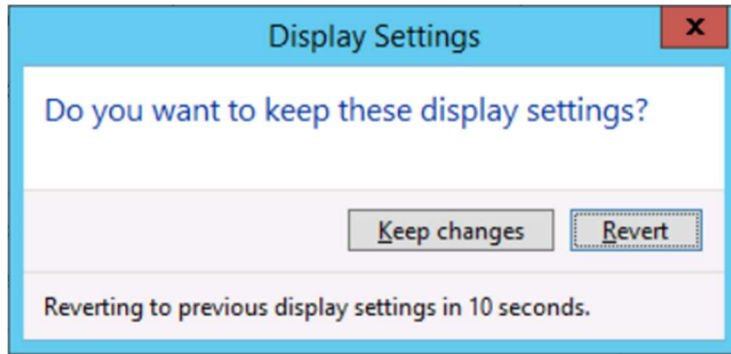 Display Settings
x
Do you want to keep these display settings?
Keep changes
Revert
Reverting to previous display settings in 10 seconds.